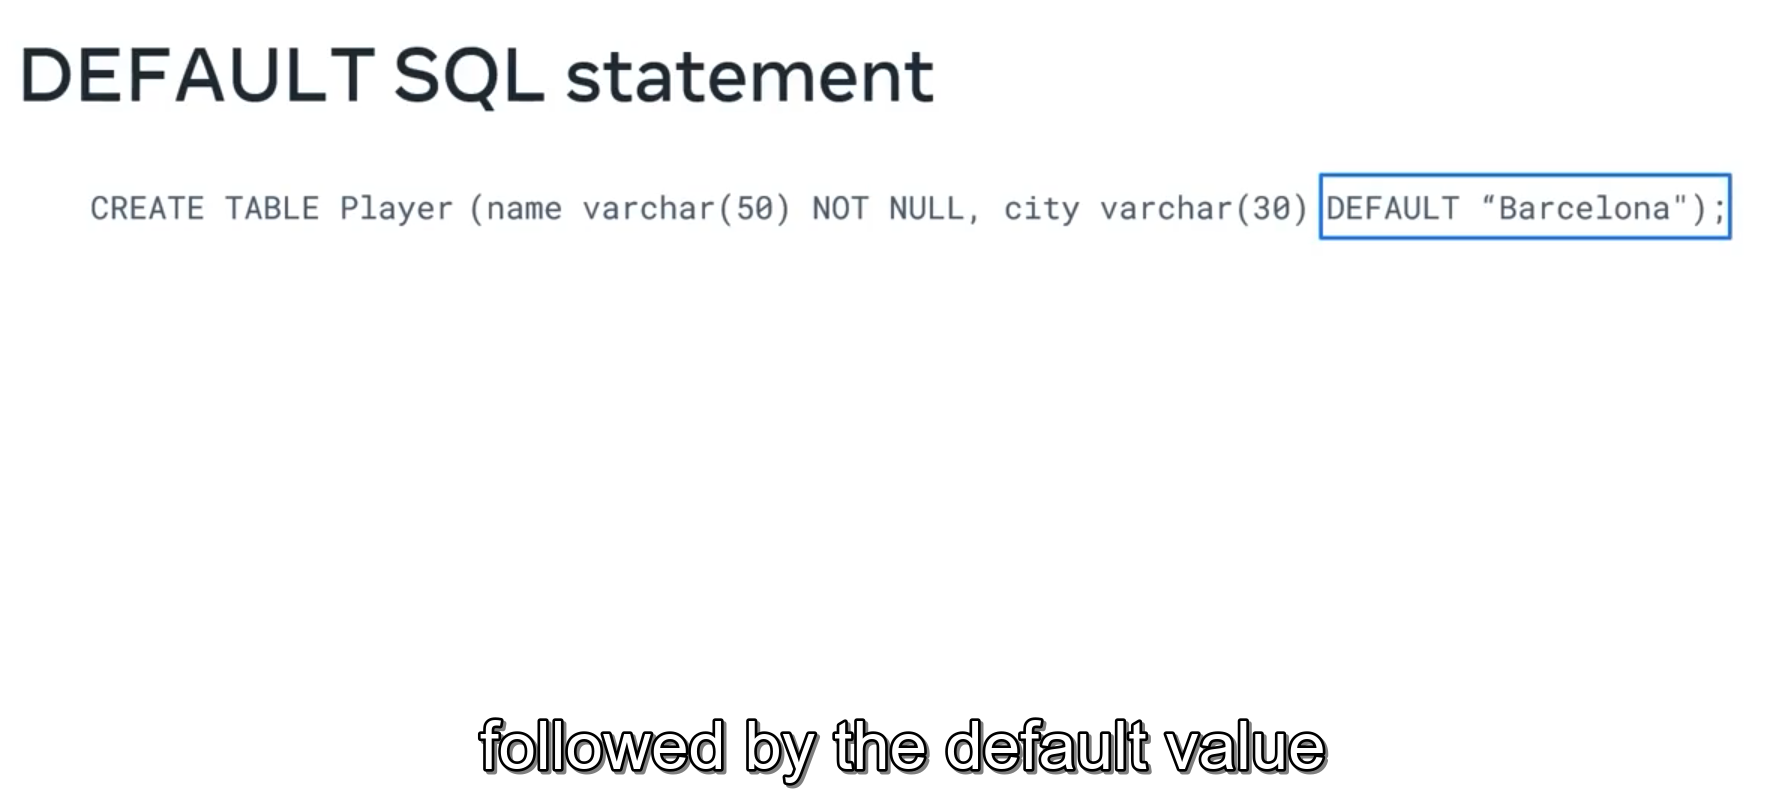 DEFAULT SQL statement
CREATE TABLE Player (name varchar(50) NOT NULL, city varchar(30) DEFAULT “Barcelona");
followed by the default value